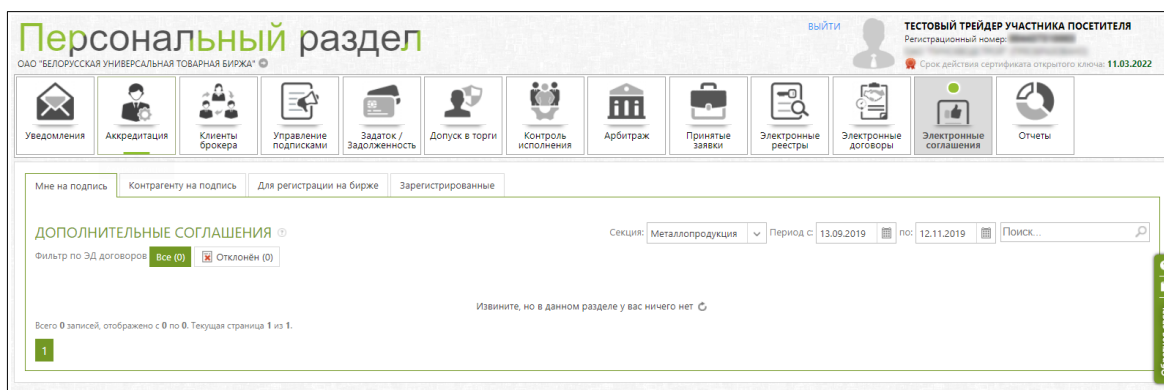 Персональный раздел
ОАО "БЕЛОРУССКАЯ УНИВЕРСАЛЬНАЯ ТОВАРНАЯ БИРЖА"
ВЫЙТИ
ТЕСТОВЫЙ ТРЕЙДЕР УЧАСТНИКА ПОСЕТИТЕЛЯ
Регистрационный номер:
Срок действия сертификата открытого ключа: 11.03.2022
Уведомления
Аккредитация
Клиенты
брокера
Управление
подписками
Задаток /
Задолженность
Допуск в торги
Контроль
исполнения
Арбитраж
Принятые
заявки
Электронные
реестры
Электронные
договоры
Электронные
соглашения
Отчеты
Мне на подпись
Контрагенту на подпись
Для регистрации на бирже
Зарегистрированные
ДОПОЛНИТЕЛЬНЫЕ СОГЛАШЕНИЯ
Секция: Металлопродукция Период с: 13.09.2019 по: 12.11.2019 Поиск...
Фильтр по ЭД договоров Все (0) Отклонён (0)
Извините, но в данном разделе у вас ничего нет
Всего 0 записей, отображено с 0 по 0. Текущая страница 1 из 1.
1